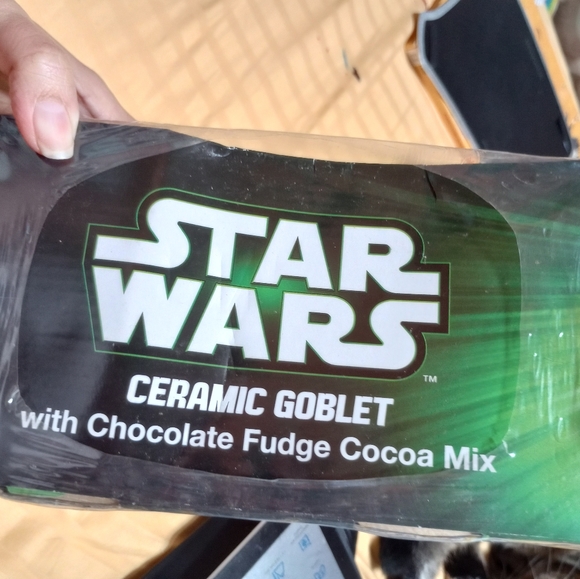 STAR
WARS
TM
CERAMIC GOBLET
with Chocolate Fudge Cocoa Mix